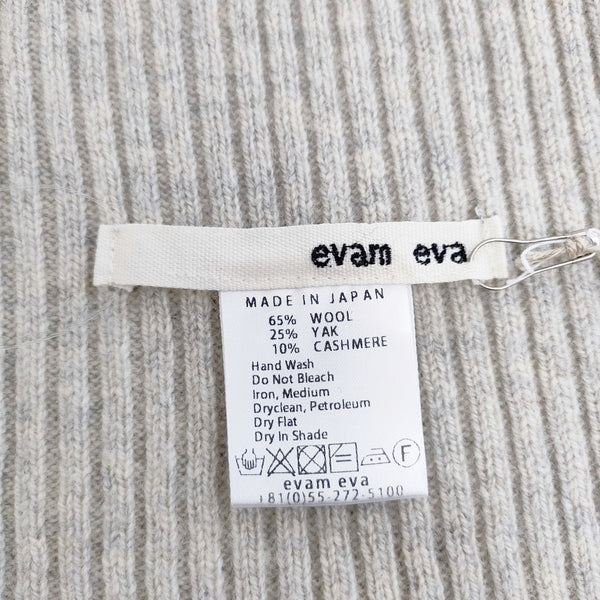 evam eva
MADE IN JAPAN
65% WOOL
25% YAK
10% CASHMERE
Hand Wash
Do Not Bleach
Iron, Medium
Dryclean, Petroleum
Dry Flat
Dry In Shade
F
evam eva
+81(0)55-272-5100